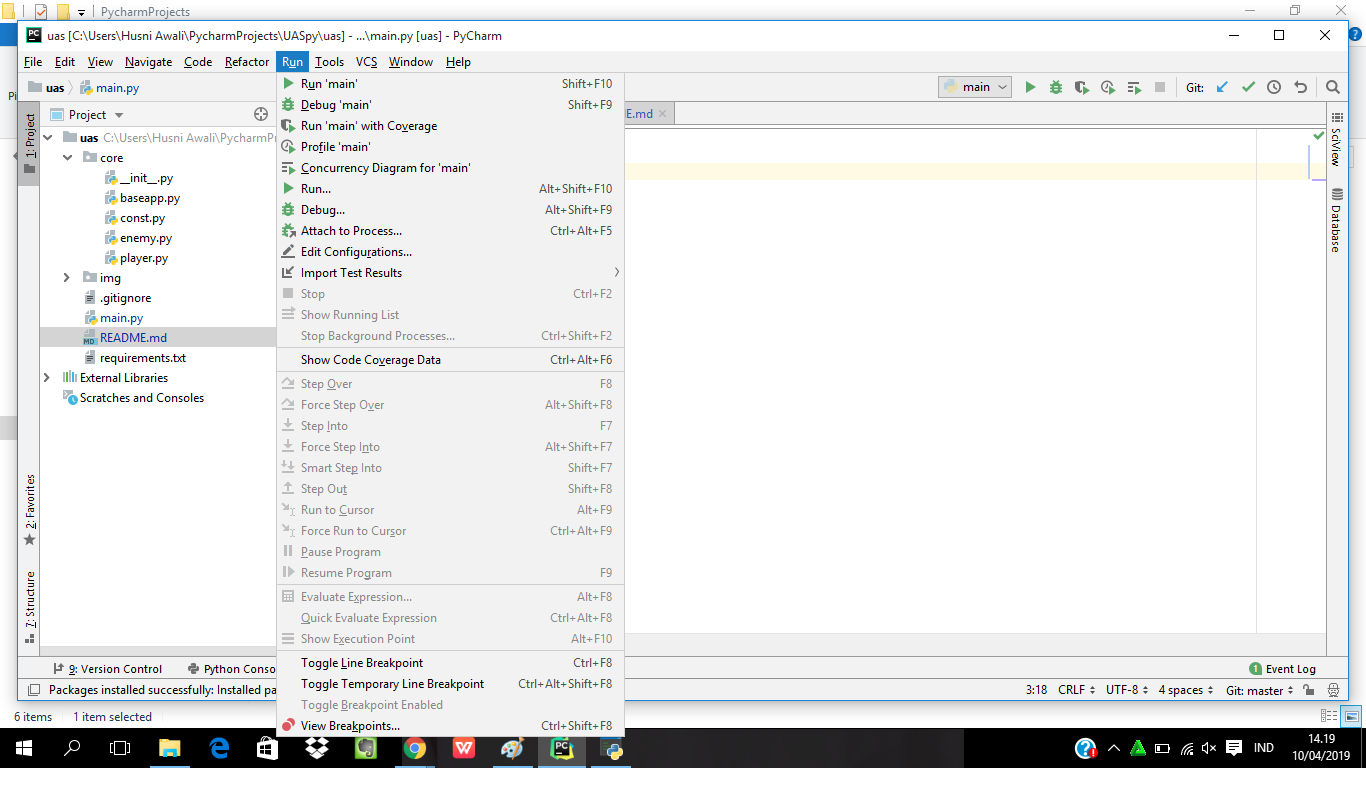 PycharmProjects
uas [C:\Users\Husni Awali\PycharmProjects\UASpy\uas] - ...\main.py [uas] - PyCharm
File Edit View Navigate Code Refactor Run Tools VCS Window Help
uas main.py
main Git:
Pi
1: Project
Project
E.md
uas C:\Users\Husni Awali\PycharmPr
core
__init__.py
baseapp.py
const.py
enemy.py
player.py
img
.gitignore
main.py
README.md
requirements.txt
External Libraries
Scratches and Consoles
2: Favorites
7: Structure
Run 'main' Shift+F10
Debug 'main' Shift+F9
Run 'main' with Coverage
Profile 'main'
Concurrency Diagram for 'main'
Run... Alt+Shift+F10
Debug... Alt+Shift+F9
Attach to Process... Ctrl+Alt+F5
Edit Configurations...
Import Test Results
Stop Ctrl+F2
Show Running List
Stop Background Processes... Ctrl+Shift+F2
Show Code Coverage Data Ctrl+Alt+F6
Step Over F8
Force Step Over Alt+Shift+F8
Step Into F7
Force Step Into Alt+Shift+F7
Smart Step Into Shift+F7
Step Out Shift+F8
Run to Cursor Alt+F9
Force Run to Cursor Ctrl+Alt+F9
Pause Program
Resume Program F9
Evaluate Expression... Alt+F8
Quick Evaluate Expression Ctrl+Alt+F8
Show Execution Point Alt+F10
Toggle Line Breakpoint Ctrl+F8
Toggle Temporary Line Breakpoint Ctrl+Alt+Shift+F8
Toggle Breakpoint Enabled
View Breakpoints... Ctrl+Shift+F8
SciView
Database
9: Version Control Python Conso
1 Event Log
Packages installed successfully: Installed pa
3:18 CRLF UTF-8 4 spaces Git: master
6 items 1 item selected
IND
14.19
10/04/2019